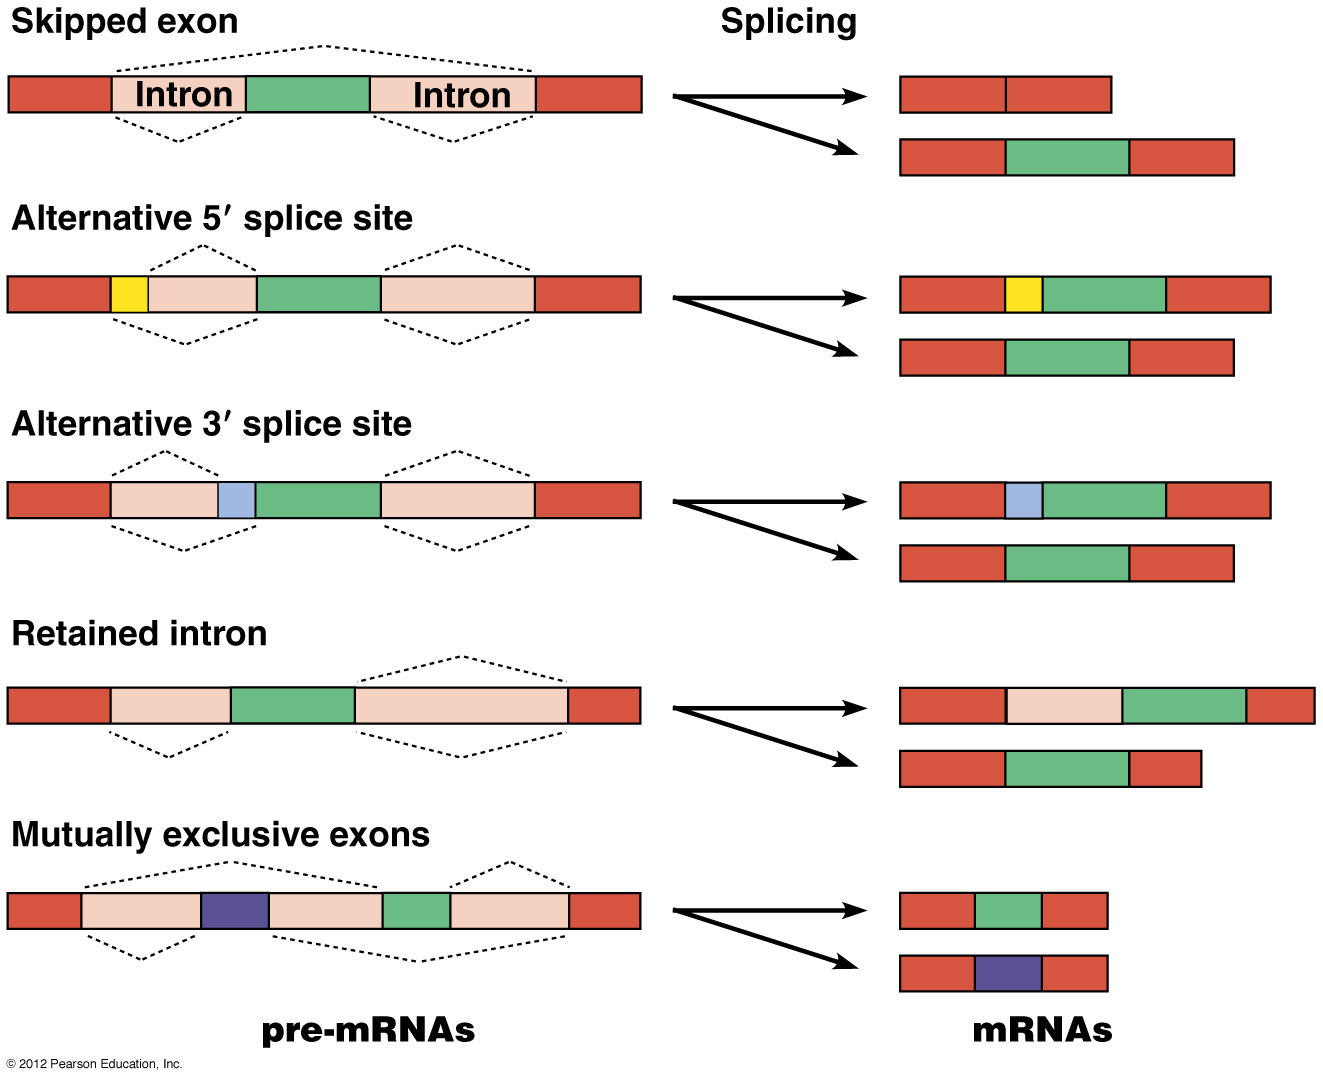 Skipped exon
Splicing
Intron
Intron
Alternative 5′ splice site
Alternative 3′ splice site
Retained intron
Mutually exclusive exons
pre-mRNAs
mRNAs
© 2012 Pearson Education, Inc.